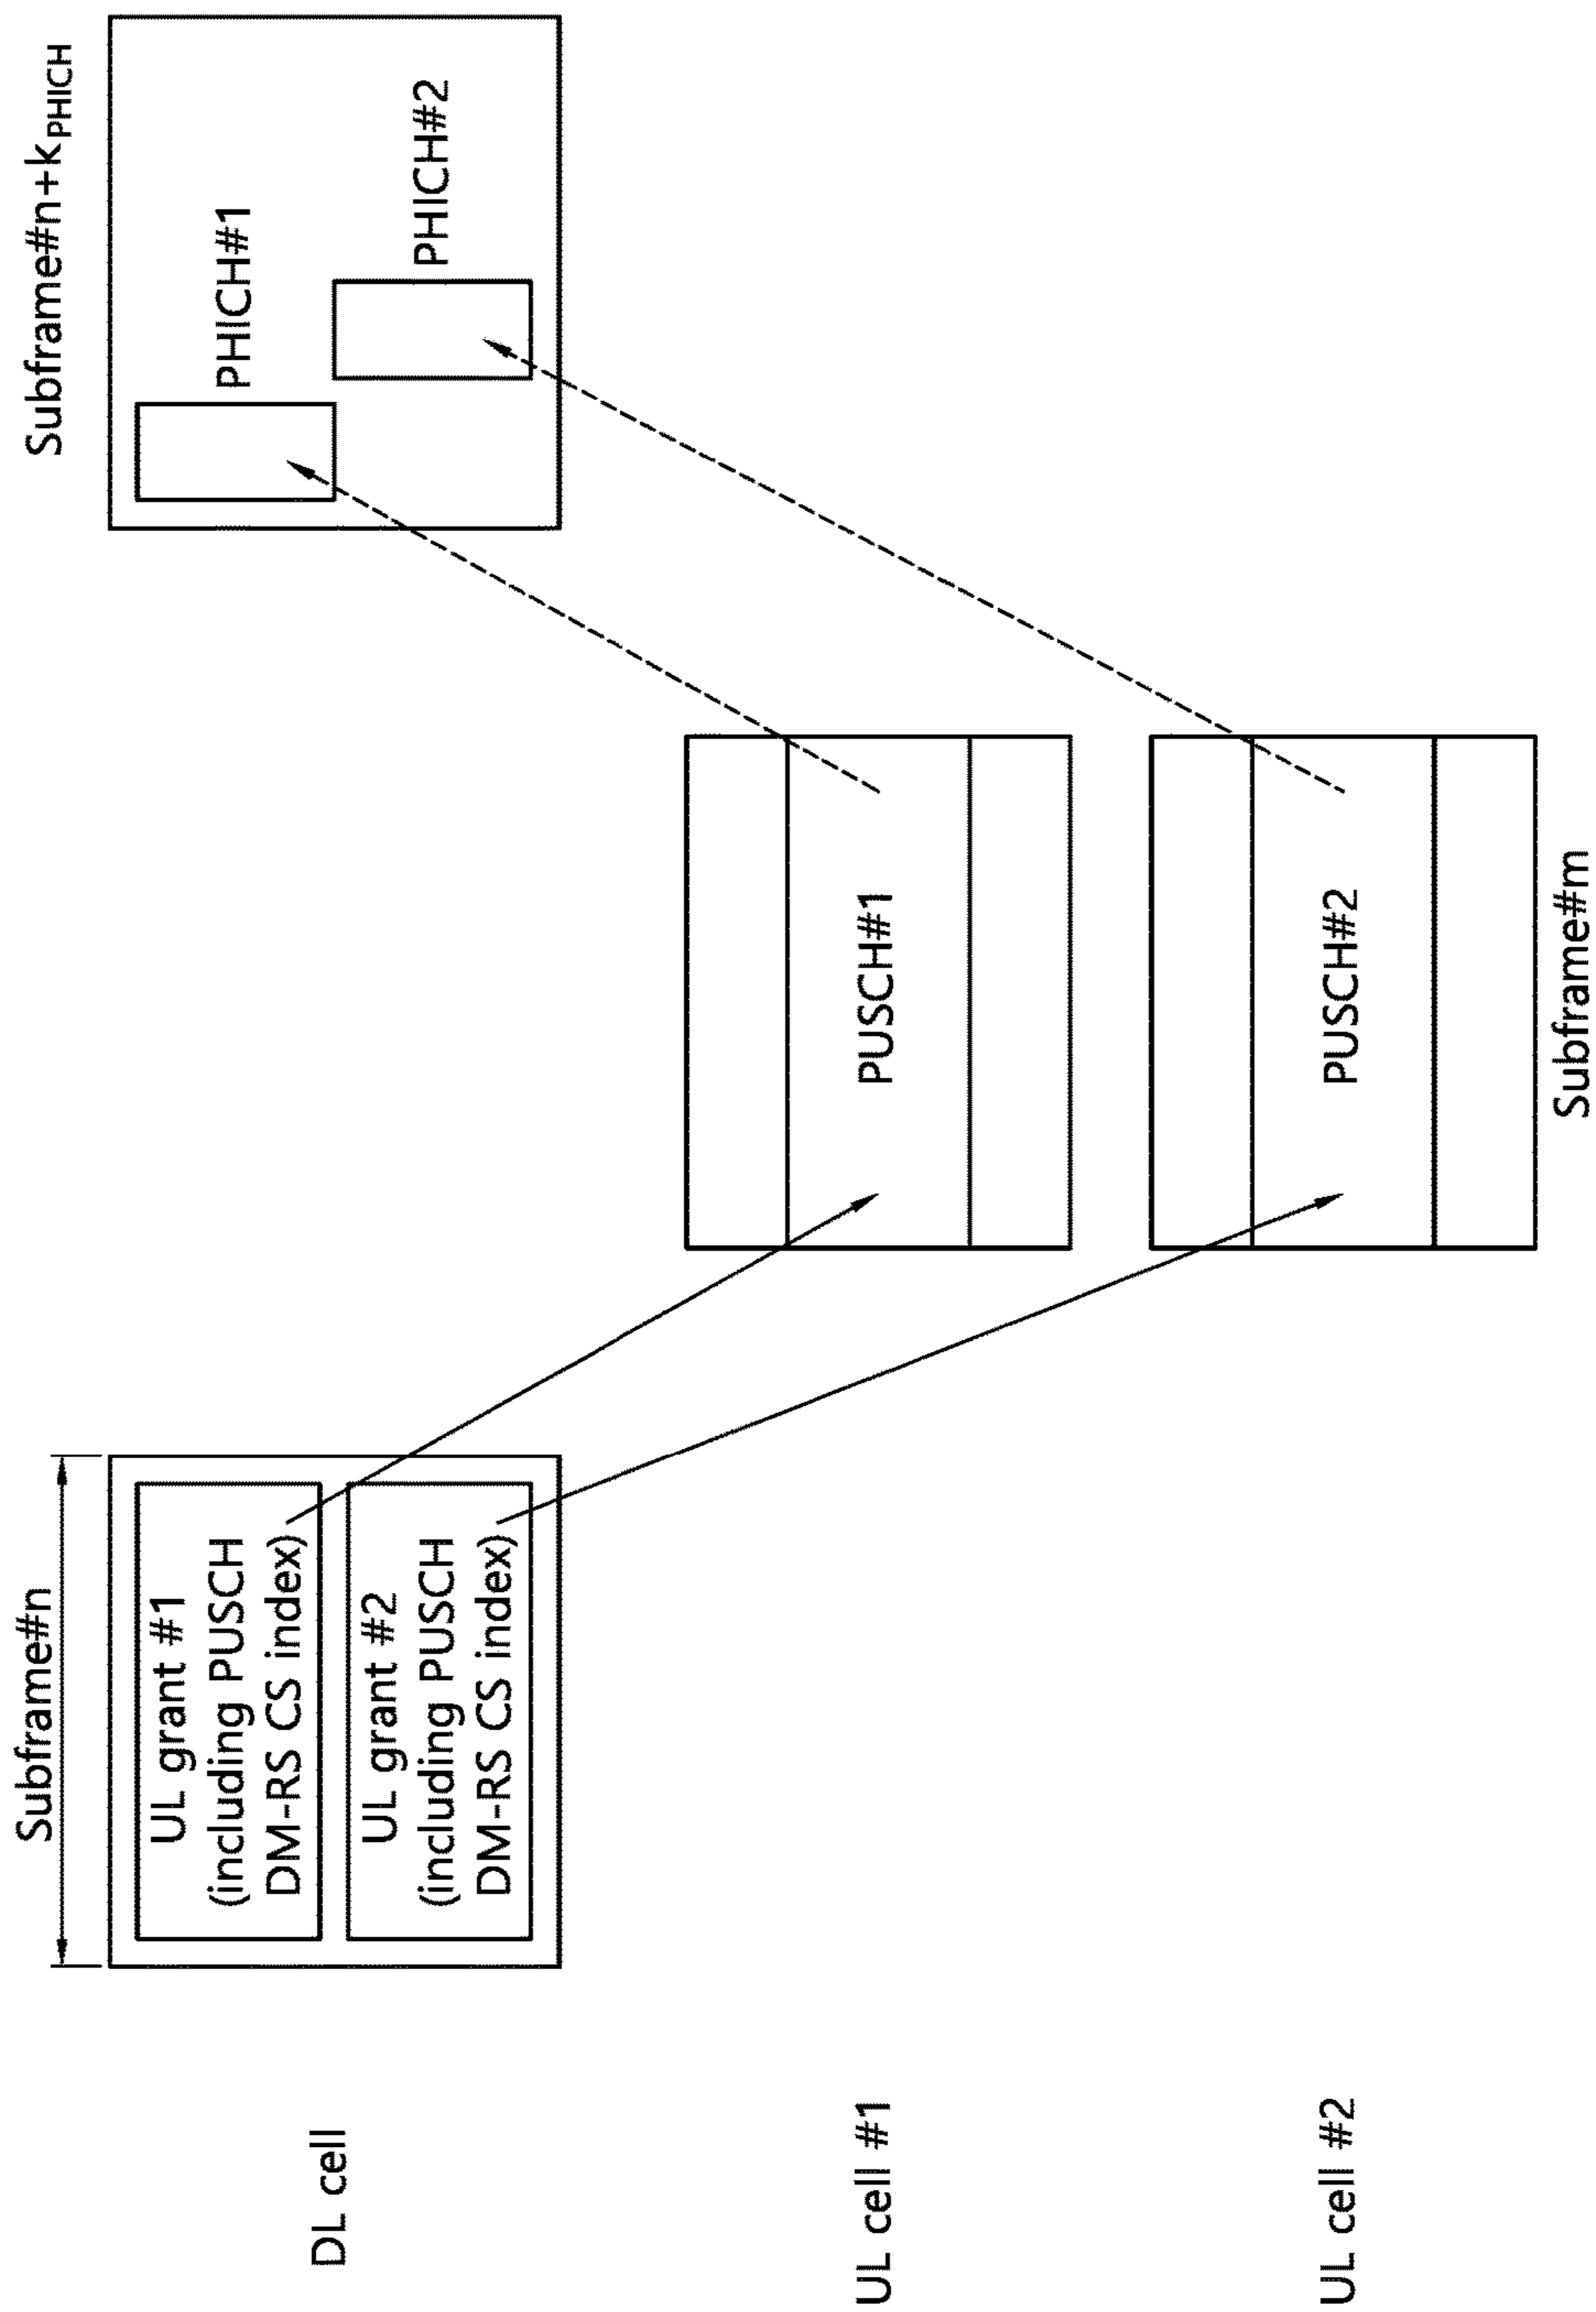 Subframe#n
Subframe#n+kPHICH
DL cell
UL grant #1
(including PUSCH
DM-RS CS index)
UL grant #2
(including PUSCH
DM-RS CS index)
PHICH#1
PHICH#2
UL cell #1
PUSCH#1
UL cell #2
PUSCH#2
Subframe#m